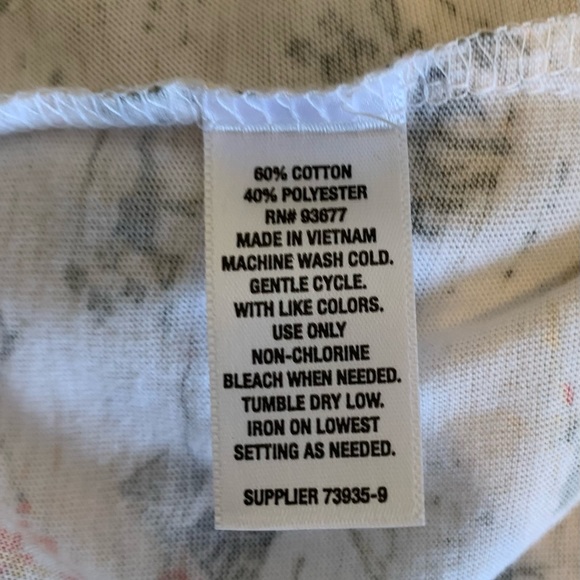 60% COTTON
40% POLYESTER
RN# 93677
MADE IN VIETNAM
MACHINE WASH COLD.
GENTLE CYCLE.
WITH LIKE COLORS.
USE ONLY
NON-CHLORINE
BLEACH WHEN NEEDED.
TUMBLE DRY LOW.
IRON ON LOWEST
SETTING AS NEEDED.
SUPPLIER 73935-9